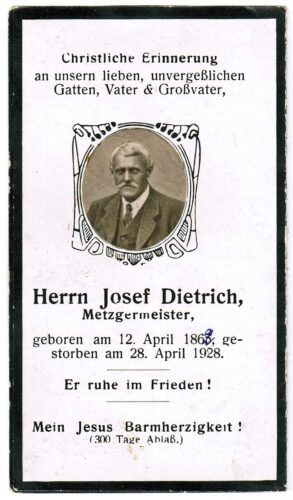 Christliche Erinnerung
an unsern lieben, unvergeßlichen
Gatten, Vater & Großvater,
Herrn Josef Dietrich,
Metzgermeister,
geboren am 12. April 1863, ge-
storben am 28. April 1928.
Er ruhe im Frieden!
Mein Jesus Barmherzigkeit!
(300 Tage Ablaß.)